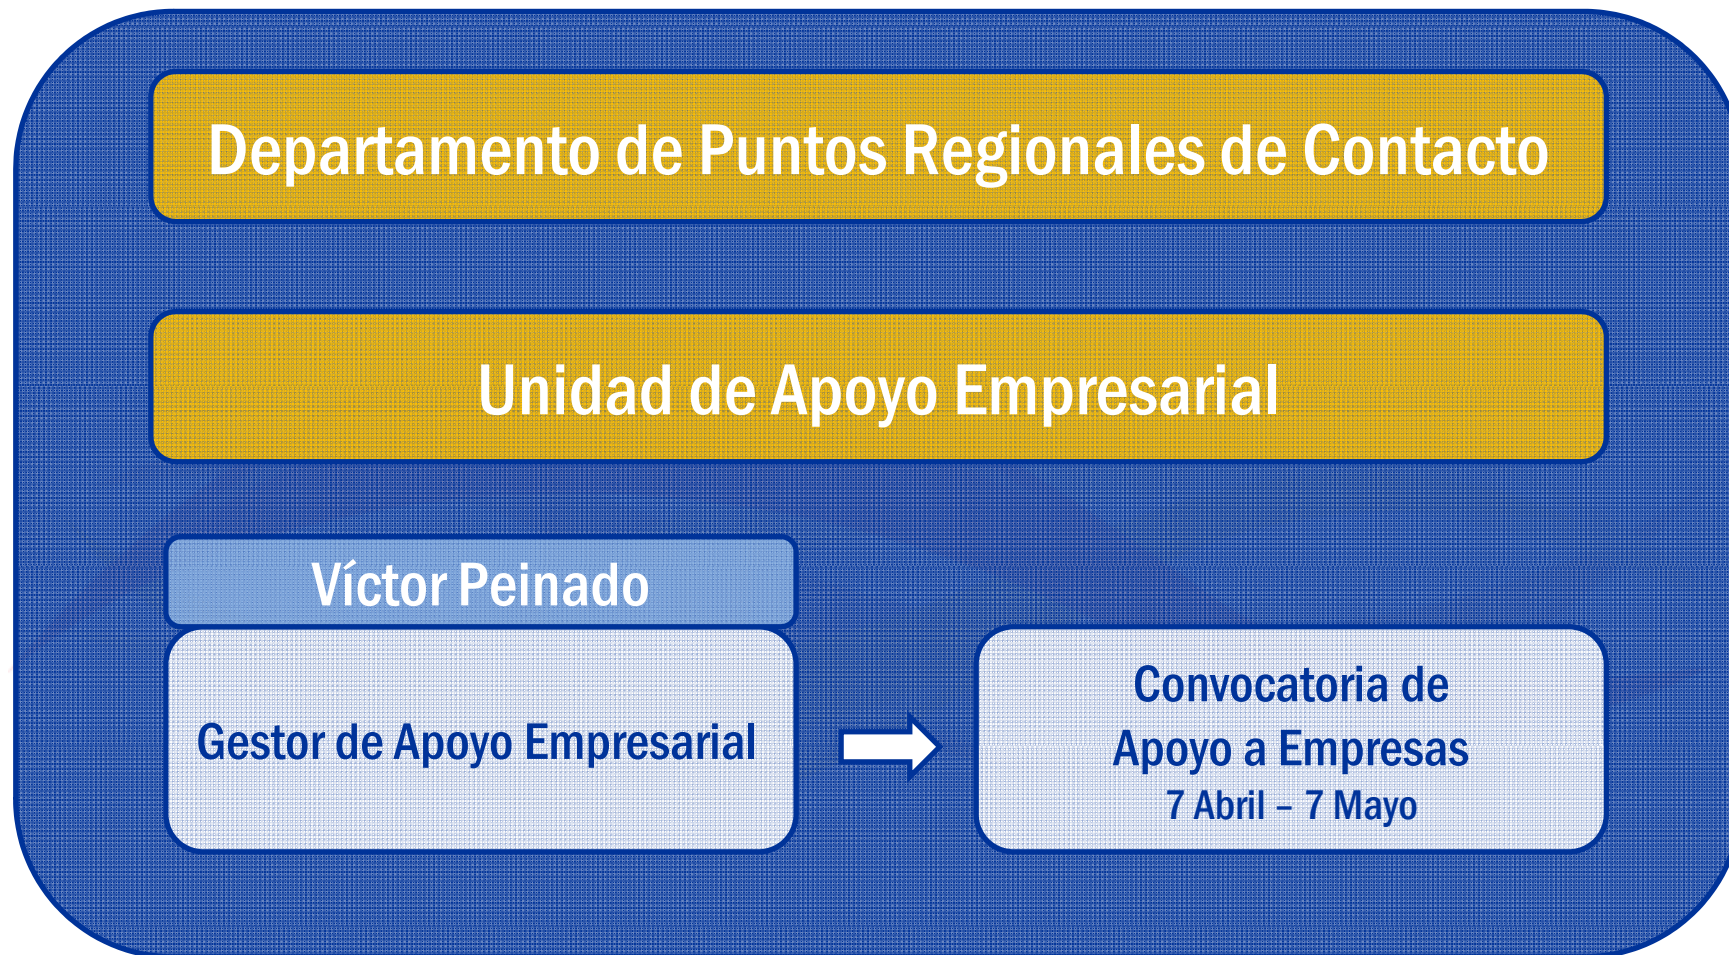 Departamento de Puntos Regionales de Contacto
Unidad de Apoyo Empresarial
Víctor Peinado
Gestor de Apoyo Empresarial
Convocatoria de
Apoyo a Empresas
7 Abril – 7 Mayo